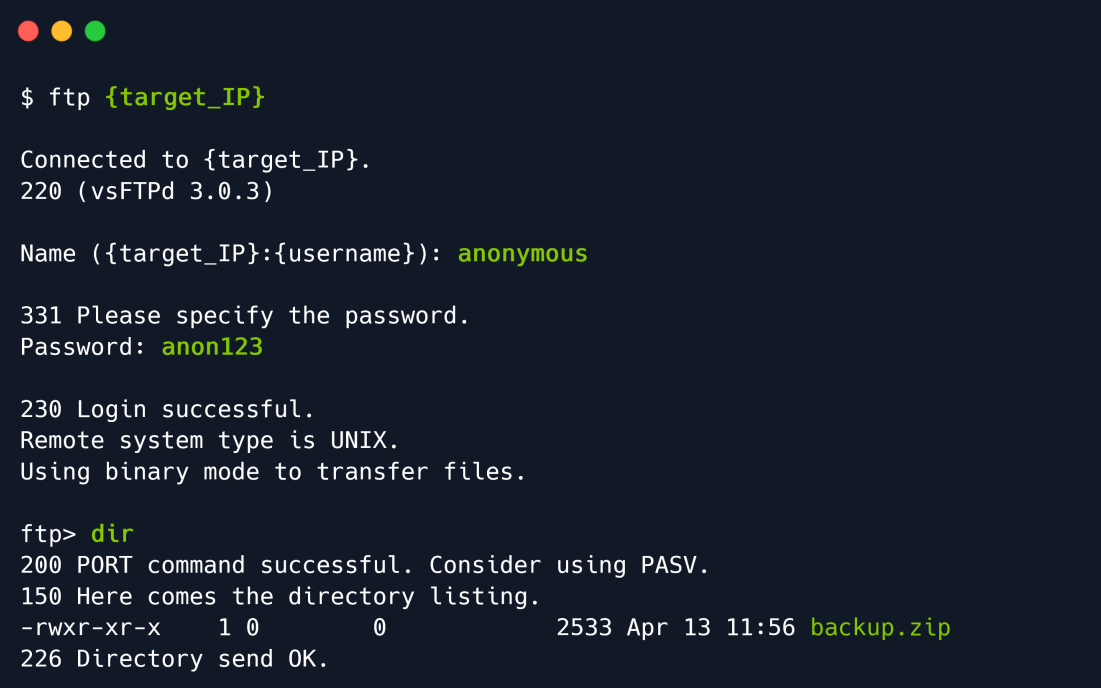 $ ftp {target_IP}
Connected to {target_IP}.
220 (vsFTPd 3.0.3)
Name ({target_IP}:{username}): anonymous
331 Please specify the password.
Password: anon123
230 Login successful.
Remote system type is UNIX.
Using binary mode to transfer files.
ftp> dir
200 PORT command successful. Consider using PASV.
150 Here comes the directory listing.
-rwxr-xr-x    1 0        0            2533 Apr 13 11:56 backup.zip
226 Directory send OK.